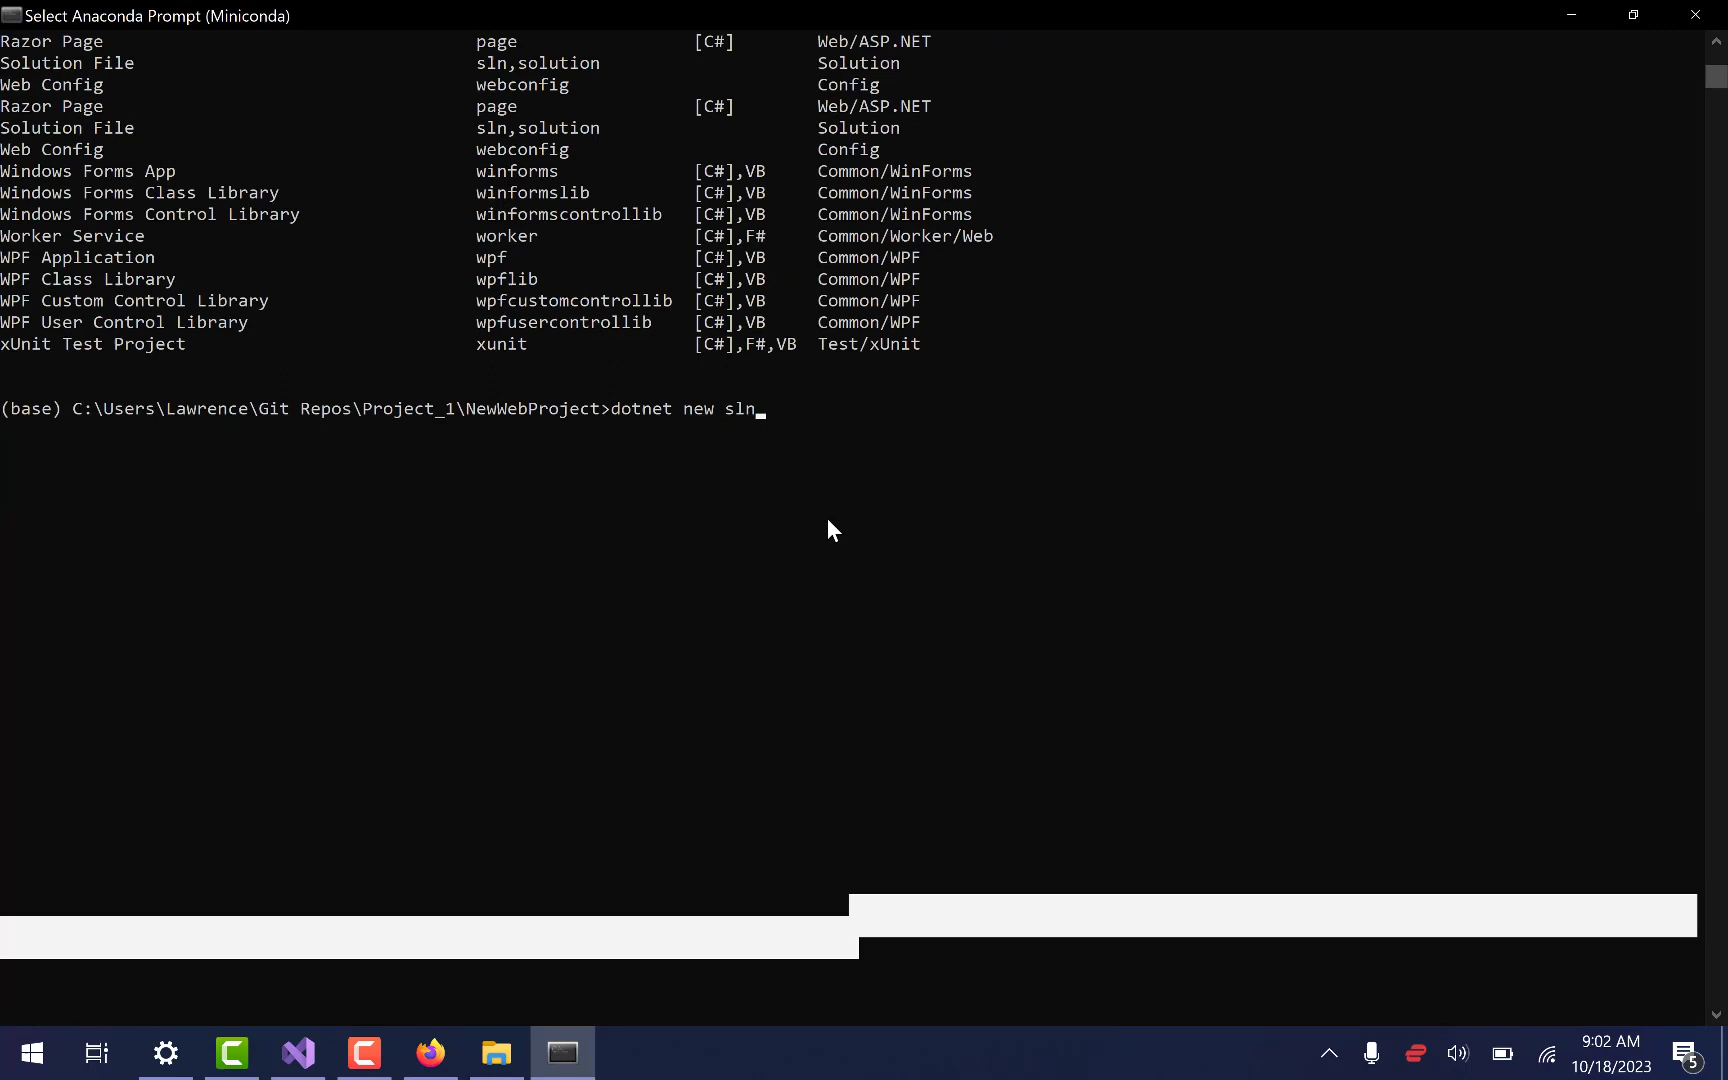 Select Anaconda Prompt (Miniconda)
Razor Page page [C#] Web/ASP.NET
Solution File sln,solution Solution
Web Config webconfig Config
Razor Page page [C#] Web/ASP.NET
Solution File sln,solution Solution
Web Config webconfig Config
Windows Forms App winforms [C#],VB Common/WinForms
Windows Forms Class Library winformslib [C#],VB Common/WinForms
Windows Forms Control Library winformscontrollib [C#],VB Common/WinForms
Worker Service worker [C#],F# Common/Worker/Web
WPF Application wpf [C#],VB Common/WPF
WPF Class Library wpflib [C#],VB Common/WPF
WPF Custom Control Library wpfcustomcontrollib [C#],VB Common/WPF
WPF User Control Library wpfusercontrollib [C#],VB Common/WPF
xUnit Test Project xunit [C#],F#,VB Test/xUnit
(base) C:\Users\Lawrence\Git Repos\Project_1\NewWebProject>dotnet new sln
9:02 AM
10/18/2023
5